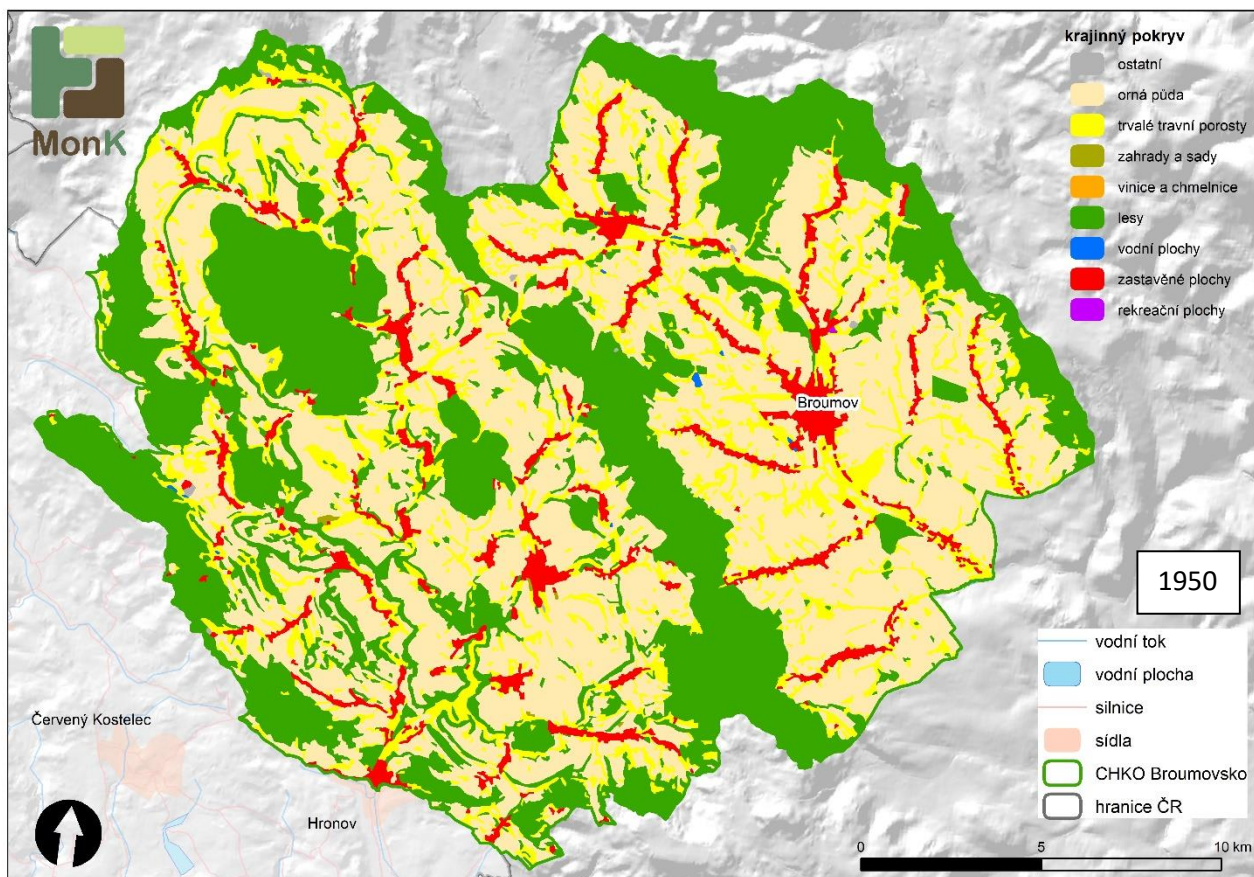 MonK
krajinný pokryv
ostatní
orná půda
trvalé travní porosty
zahrady a sady
vinice a chmelnice
lesy
vodní plochy
zastavěné plochy
rekreační plochy
Broumov
1950
vodní tok
vodní plocha
silnice
sídla
CHKO Broumovsko
hranice ČR
Červený Kostelec
Hronov
0 5 10 km